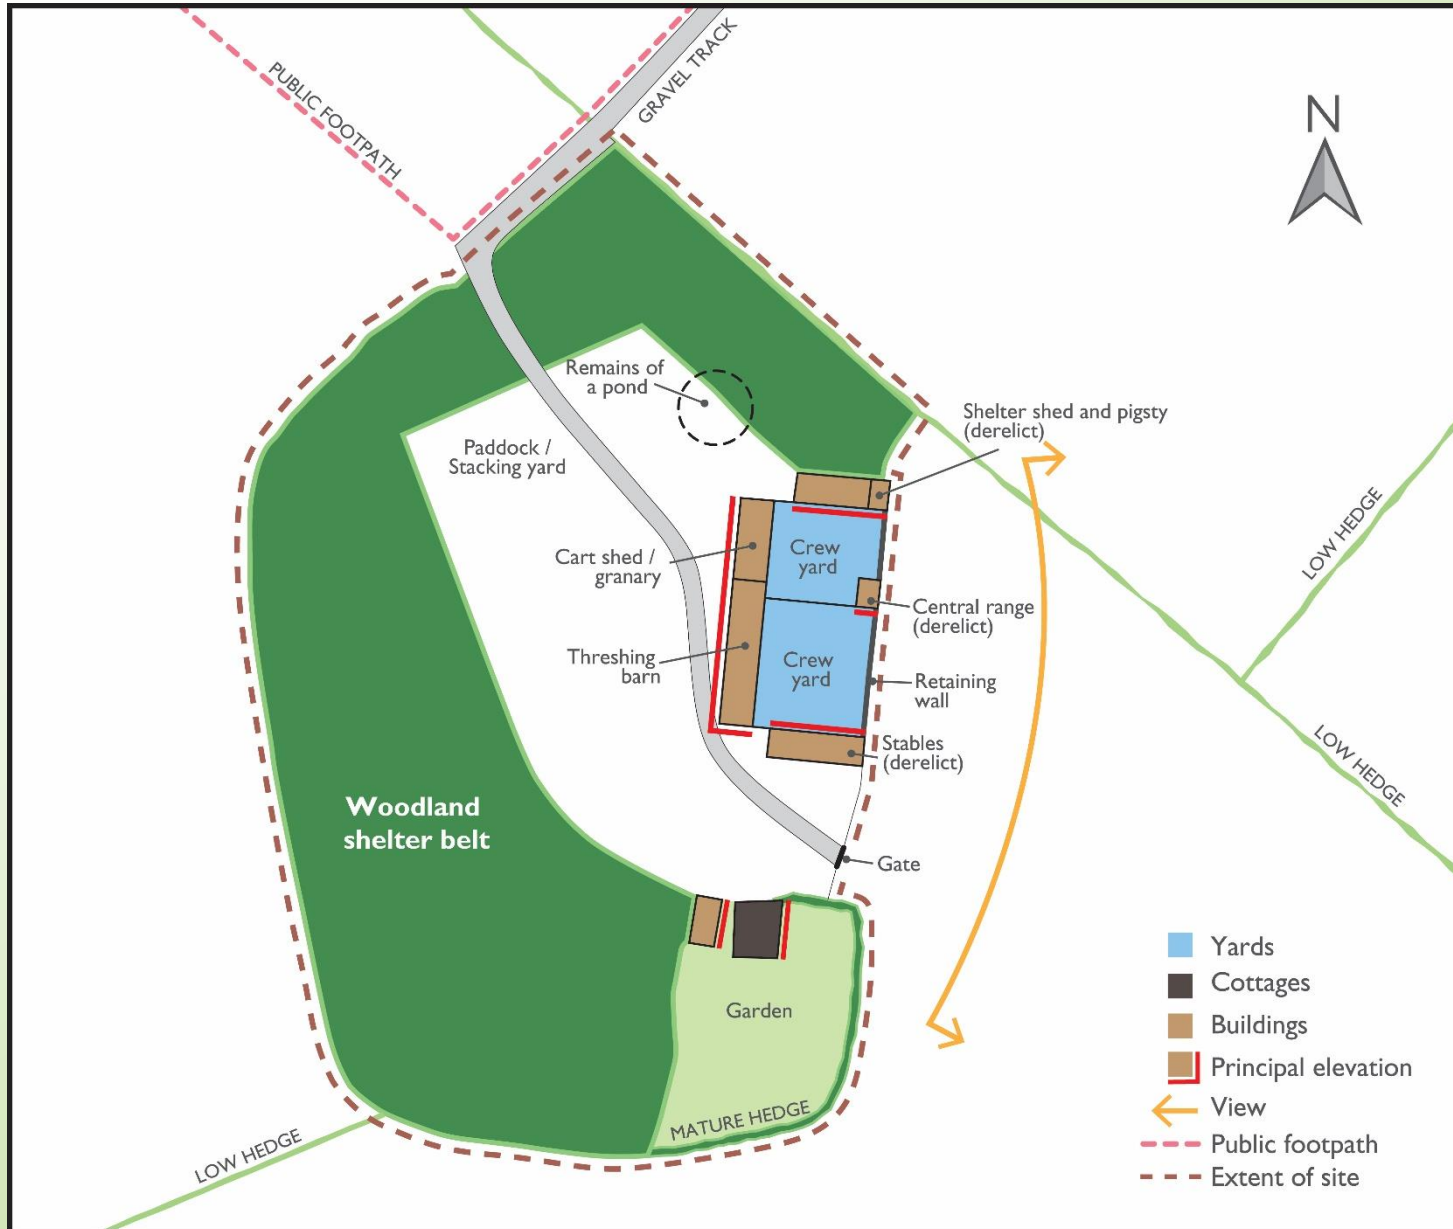 PUBLIC FOOTPATH
GRAVEL TRACK
N
Remains of
a pond
Shelter shed and pigsty
(derelict)
Paddock /
Stacking yard
LOW HEDGE
Cart shed /
granary
Crew
yard
Central range
(derelict)
Threshing
barn
Crew
yard
Retaining
wall
Stables
(derelict)
LOW HEDGE
Woodland
shelter belt
Gate
Garden
MATURE HEDGE
LOW HEDGE
Yards
Cottages
Buildings
Principal elevation
View
Public footpath
Extent of site